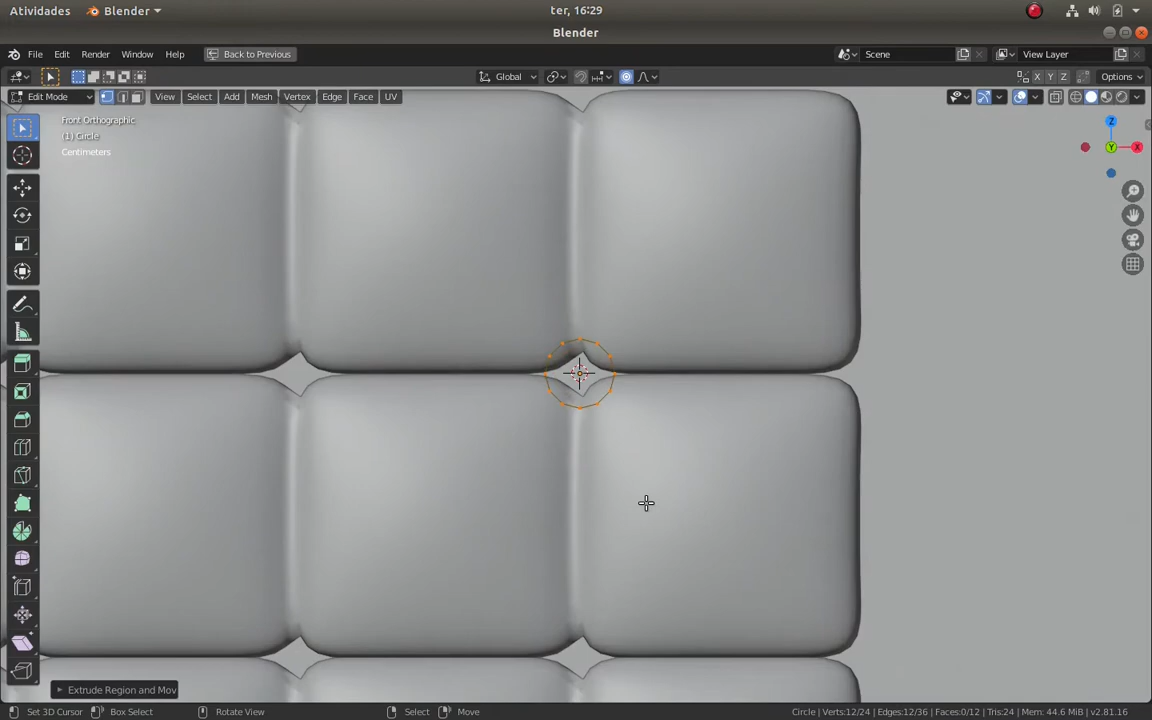 Atividades Blender ter, 16:29
Blender
File Edit Render Window Help Back to Previous Scene View Layer
Global X Y Z Options
Edit Mode View Select Add Mesh Vertex Edge Face UV
Front Orthographic
(1) Circle
Centimeters
Z
Y X
Extrude Region and Mov
Set 3D Cursor Box Select Rotate View Select Move Circle | Verts:12/24 | Edges:12/36 | Faces:0/12 | Tris:24 | Mem: 44.6 MiB | v2.81.16